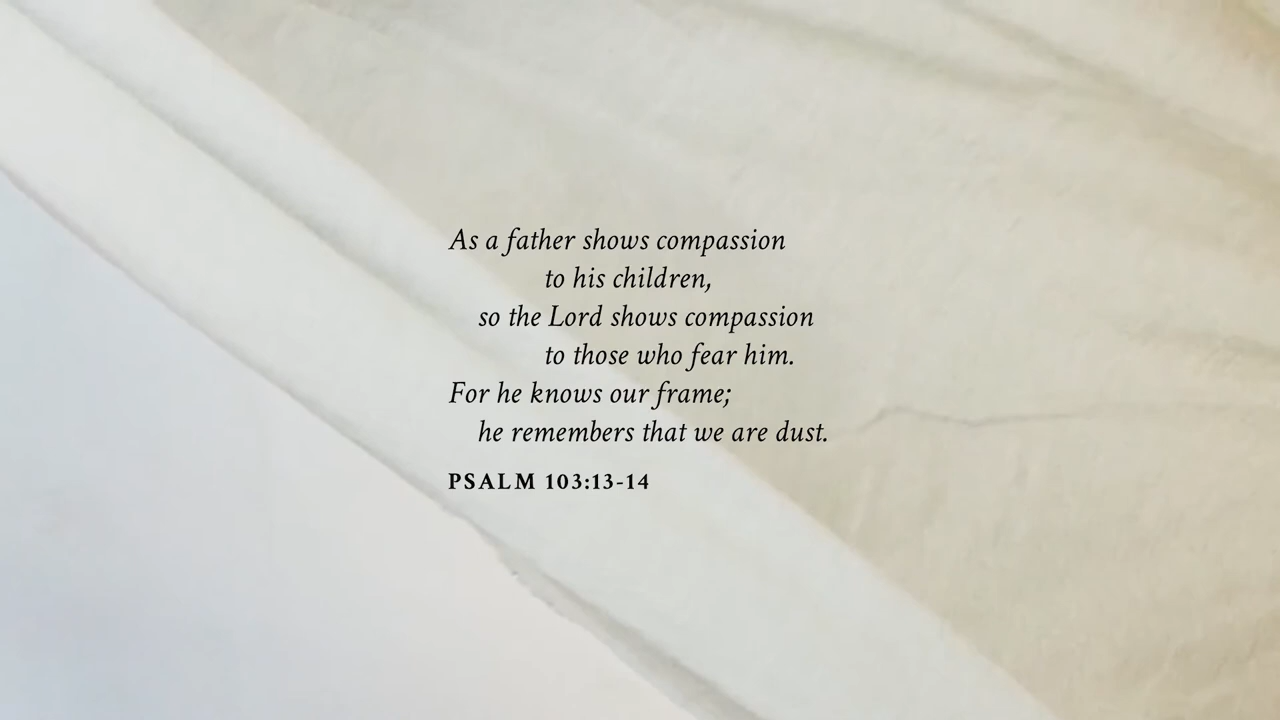 As a father shows compassion
to his children,
so the Lord shows compassion
to those who fear him.
For he knows our frame;
he remembers that we are dust.
PSALM 103:13-14